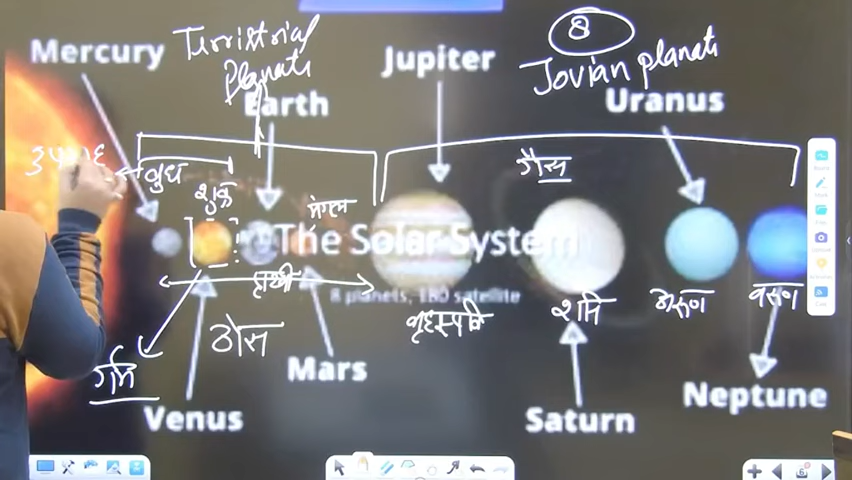 Mercury
Terristrial
Planets
Jupiter
8
Jovian planets
Earth
Uranus
उपग्रह
बुध
शुक्र
मंगल
गैस
The Solar System
8 planets, 180 satellite
पृथ्वी
बृहस्पति
शनि
अरुण
वरुण
ठोस
गर्म
Mars
Venus
Saturn
Neptune